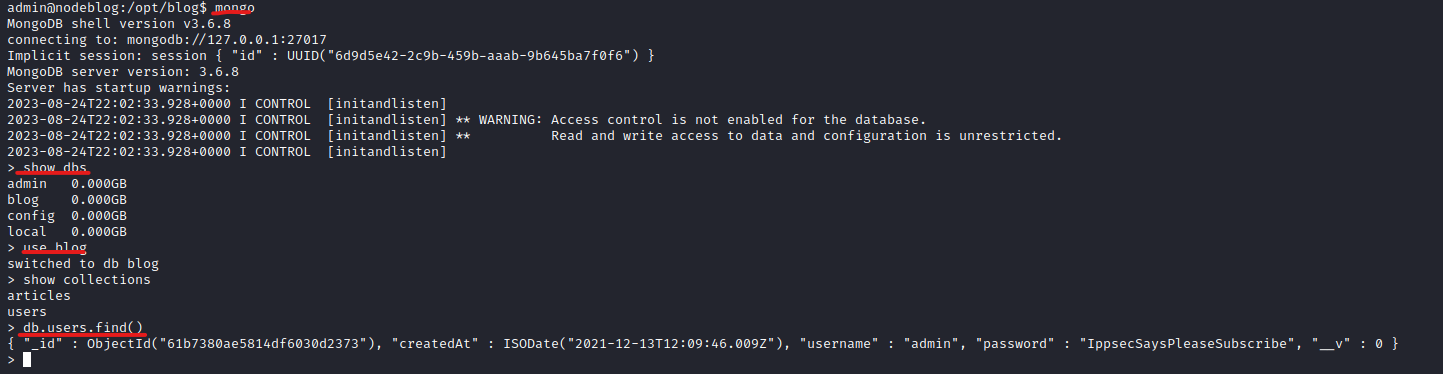 admin@nodeblog:/opt/blog$ mongo
MongoDB shell version v3.6.8
connecting to: mongodb://127.0.0.1:27017
Implicit session: session { "id" : UUID("6d9d5e42-2c9b-459b-aaab-9b645ba7f0f6") }
MongoDB server version: 3.6.8
Server has startup warnings:
2023-08-24T22:02:33.928+0000 I CONTROL  [initandlisten]
2023-08-24T22:02:33.928+0000 I CONTROL  [initandlisten] ** WARNING: Access control is not enabled for the database.
2023-08-24T22:02:33.928+0000 I CONTROL  [initandlisten] **          Read and write access to data and configuration is unrestricted.
2023-08-24T22:02:33.928+0000 I CONTROL  [initandlisten]
> show dbs
admin   0.000GB
blog    0.000GB
config  0.000GB
local   0.000GB
> use blog
switched to db blog
> show collections
articles
users
> db.users.find()
{ "_id" : ObjectId("61b7380ae5814df6030d2373"), "createdAt" : ISODate("2021-12-13T12:09:46.009Z"), "username" : "admin", "password" : "IppsecSaysPleaseSubscribe", "__v" : 0 }
>